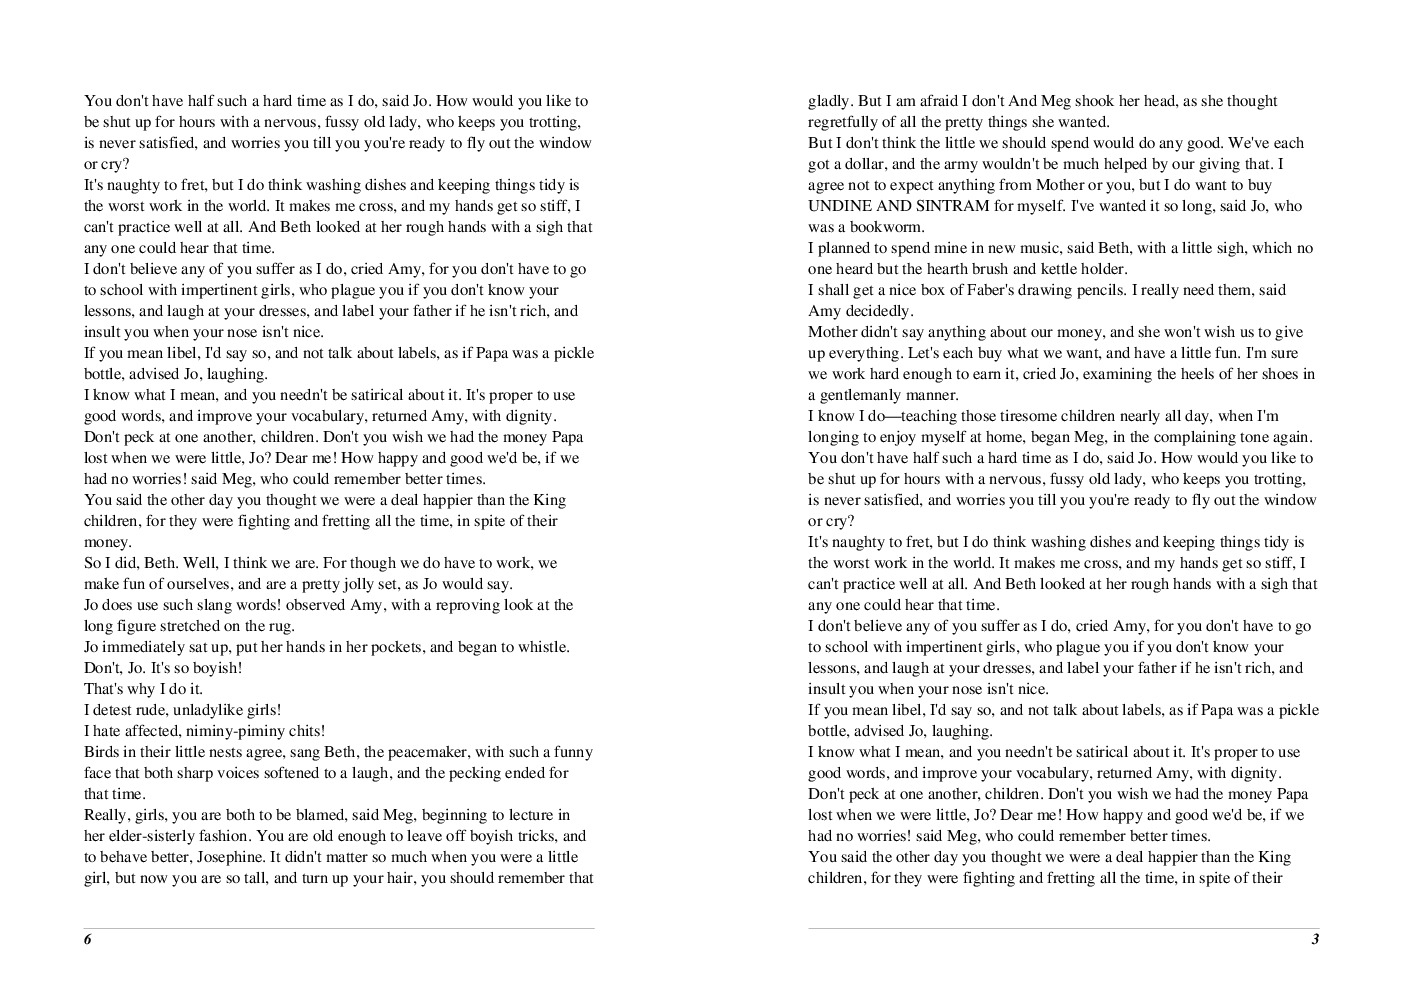 You don't have half such a hard time as I do, said Jo. How would you like to
be shut up for hours with a nervous, fussy old lady, who keeps you trotting,
is never satisfied, and worries you till you you're ready to fly out the window
or cry?
It's naughty to fret, but I do think washing dishes and keeping things tidy is
the worst work in the world. It makes me cross, and my hands get so stiff, I
can't practice well at all. And Beth looked at her rough hands with a sigh that
any one could hear that time.
I don't believe any of you suffer as I do, cried Amy, for you don't have to go
to school with impertinent girls, who plague you if you don't know your
lessons, and laugh at your dresses, and label your father if he isn't rich, and
insult you when your nose isn't nice.
If you mean libel, I'd say so, and not talk about labels, as if Papa was a pickle
bottle, advised Jo, laughing.
I know what I mean, and you needn't be satirical about it. It's proper to use
good words, and improve your vocabulary, returned Amy, with dignity.
Don't peck at one another, children. Don't you wish we had the money Papa
lost when we were little, Jo? Dear me! How happy and good we'd be, if we
had no worries! said Meg, who could remember better times.
You said the other day you thought we were a deal happier than the King
children, for they were fighting and fretting all the time, in spite of their
money.
So I did, Beth. Well, I think we are. For though we do have to work, we
make fun of ourselves, and are a pretty jolly set, as Jo would say.
Jo does use such slang words! observed Amy, with a reproving look at the
long figure stretched on the rug.
Jo immediately sat up, put her hands in her pockets, and began to whistle.
Don't, Jo. It's so boyish!
That's why I do it.
I detest rude, unladylike girls!
I hate affected, niminy-piminy chits!
Birds in their little nests agree, sang Beth, the peacemaker, with such a funny
face that both sharp voices softened to a laugh, and the pecking ended for
that time.
Really, girls, you are both to be blamed, said Meg, beginning to lecture in
her elder-sisterly fashion. You are old enough to leave off boyish tricks, and
to behave better, Josephine. It didn't matter so much when you were a little
girl, but now you are so tall, and turn up your hair, you should remember that
6
gladly. But I am afraid I don't And Meg shook her head, as she thought
regretfully of all the pretty things she wanted.
But I don't think the little we should spend would do any good. We've each
got a dollar, and the army wouldn't be much helped by our giving that. I
agree not to expect anything from Mother or you, but I do want to buy
UNDINE AND SINTRAM for myself. I've wanted it so long, said Jo, who
was a bookworm.
I planned to spend mine in new music, said Beth, with a little sigh, which no
one heard but the hearth brush and kettle holder.
I shall get a nice box of Faber's drawing pencils. I really need them, said
Amy decidedly.
Mother didn't say anything about our money, and she won't wish us to give
up everything. Let's each buy what we want, and have a little fun. I'm sure
we work hard enough to earn it, cried Jo, examining the heels of her shoes in
a gentlemanly manner.
I know I do—teaching those tiresome children nearly all day, when I'm
longing to enjoy myself at home, began Meg, in the complaining tone again.
You don't have half such a hard time as I do, said Jo. How would you like to
be shut up for hours with a nervous, fussy old lady, who keeps you trotting,
is never satisfied, and worries you till you you're ready to fly out the window
or cry?
It's naughty to fret, but I do think washing dishes and keeping things tidy is
the worst work in the world. It makes me cross, and my hands get so stiff, I
can't practice well at all. And Beth looked at her rough hands with a sigh that
any one could hear that time.
I don't believe any of you suffer as I do, cried Amy, for you don't have to go
to school with impertinent girls, who plague you if you don't know your
lessons, and laugh at your dresses, and label your father if he isn't rich, and
insult you when your nose isn't nice.
If you mean libel, I'd say so, and not talk about labels, as if Papa was a pickle
bottle, advised Jo, laughing.
I know what I mean, and you needn't be satirical about it. It's proper to use
good words, and improve your vocabulary, returned Amy, with dignity.
Don't peck at one another, children. Don't you wish we had the money Papa
lost when we were little, Jo? Dear me! How happy and good we'd be, if we
had no worries! said Meg, who could remember better times.
You said the other day you thought we were a deal happier than the King
children, for they were fighting and fretting all the time, in spite of their
3